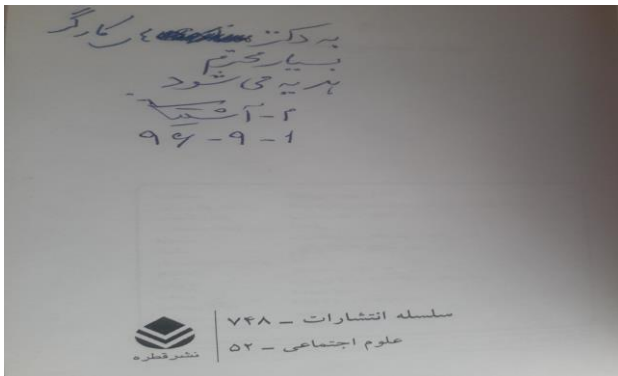 به دکتر کارگر
بسیار محترم
هدیه می شود
۹۶-۹-۱
سلسله انتشارات – ۷۴۸
علوم اجتماعی – ۵۲
نشر قطره